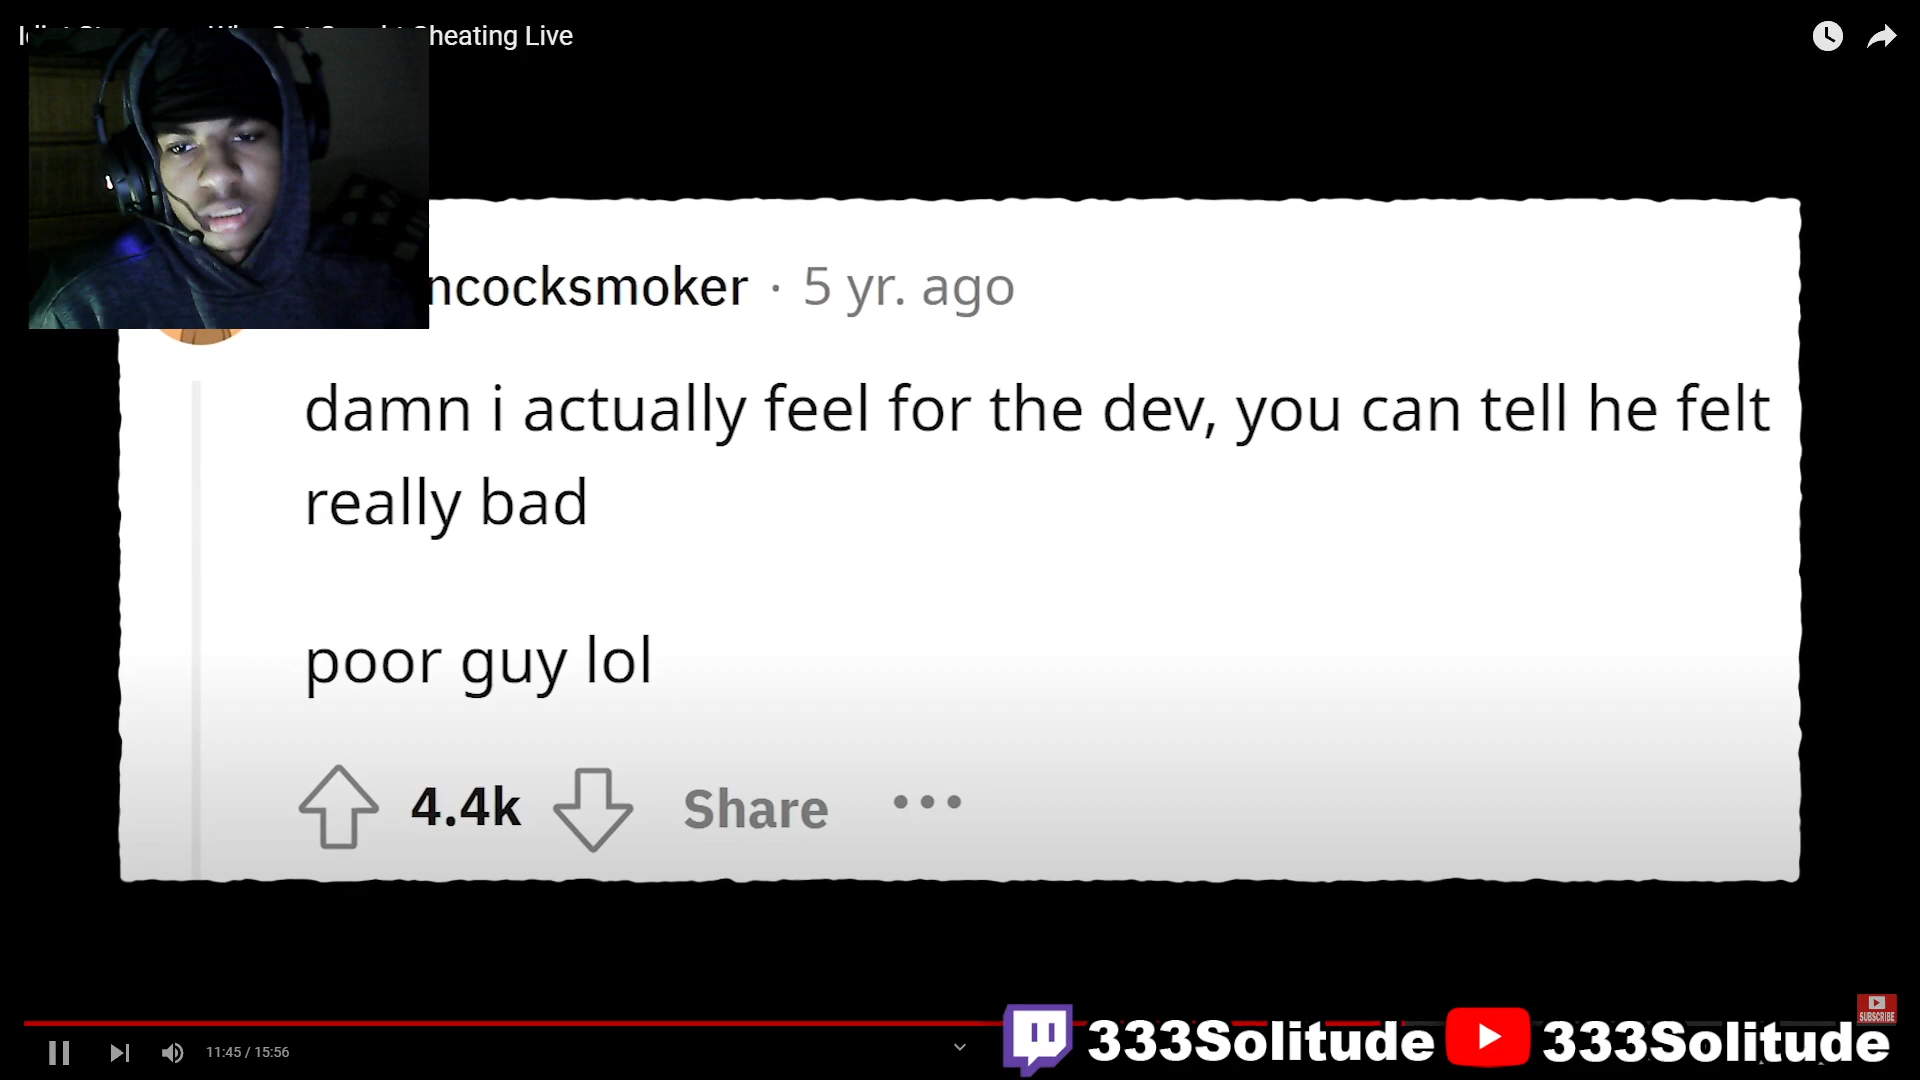 Cheating Live
ncocksmoker · 5 yr. ago
damn i actually feel for the dev, you can tell he felt
really bad
poor guy lol
4.4k Share ...
SUBSCRIBE
11:45 / 15:56
333Solitude 333Solitude